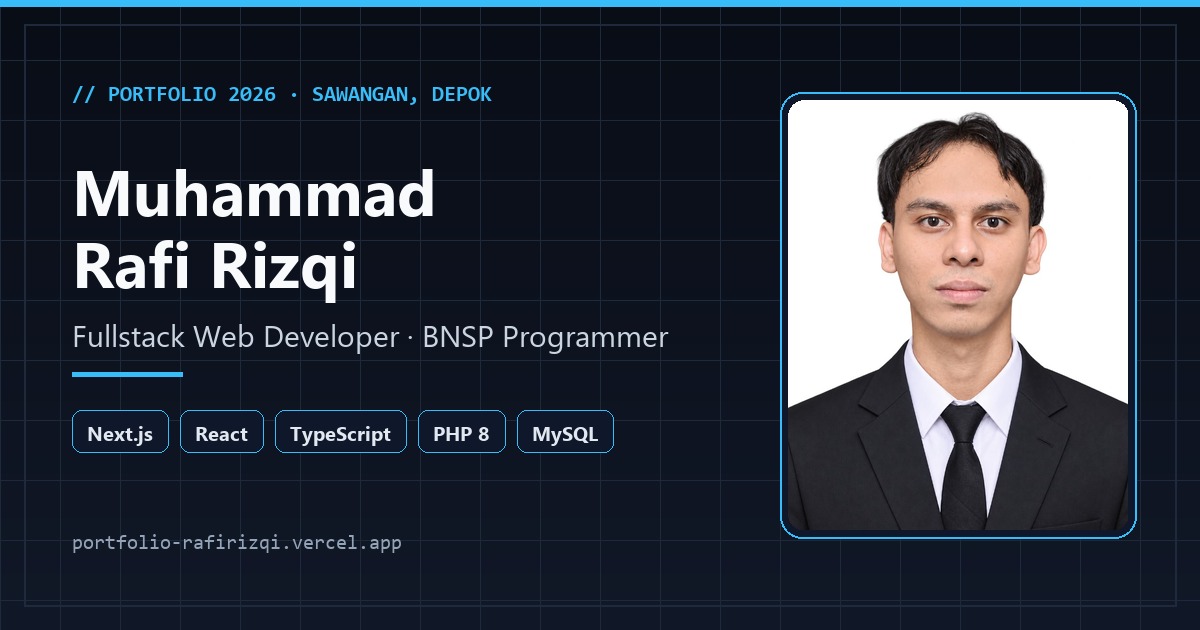 // PORTFOLIO 2026 · SAWANGAN, DEPOK
Muhammad
Rafi Rizqi
Fullstack Web Developer · BNSP Programmer
Next.js React TypeScript PHP 8 MySQL
portfolio-rafirizqi.vercel.app